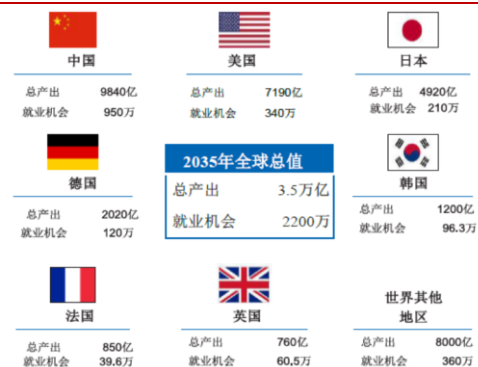 中国
总产出 9840亿
就业机会 950万
美国
总产出 7190亿
就业机会 340万
日本
总产出 4920亿
就业机会 210万
德国
总产出 2020亿
就业机会 120万
2035年全球总值
总产出 3.5万亿
就业机会 2200万
韩国
总产出 1200亿
就业机会 96.3万
法国
总产出 850亿
就业机会 39.6万
英国
总产出 760亿
就业机会 60.5万
世界其他
地区
总产出 8000亿
就业机会 360万